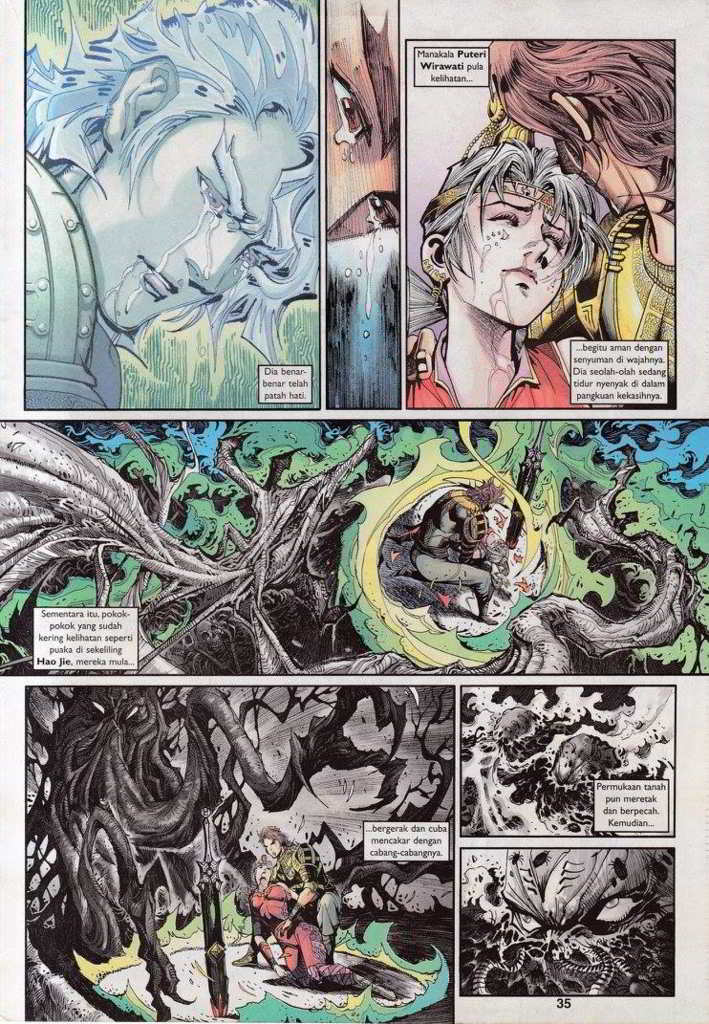 Dia benar-
benar telah
patah hati.
Manakala Puteri
Wirawati pula
kelihatan...
...begitu aman dengan
senyuman di wajahnya.
Dia seolah-olah sedang
tidur nyenyak di dalam
pangkuan kekasihnya.
Sementara itu, pokok-
pokok yang sudah
kering kelihatan seperti
puaka di sekeliling
Hao Jie, mereka mula...
...bergerak dan cuba
mencakar dengan
cabang-cabangnya.
Permukaan tanah
pun meretak
dan berpecah.
Kemudian...
35